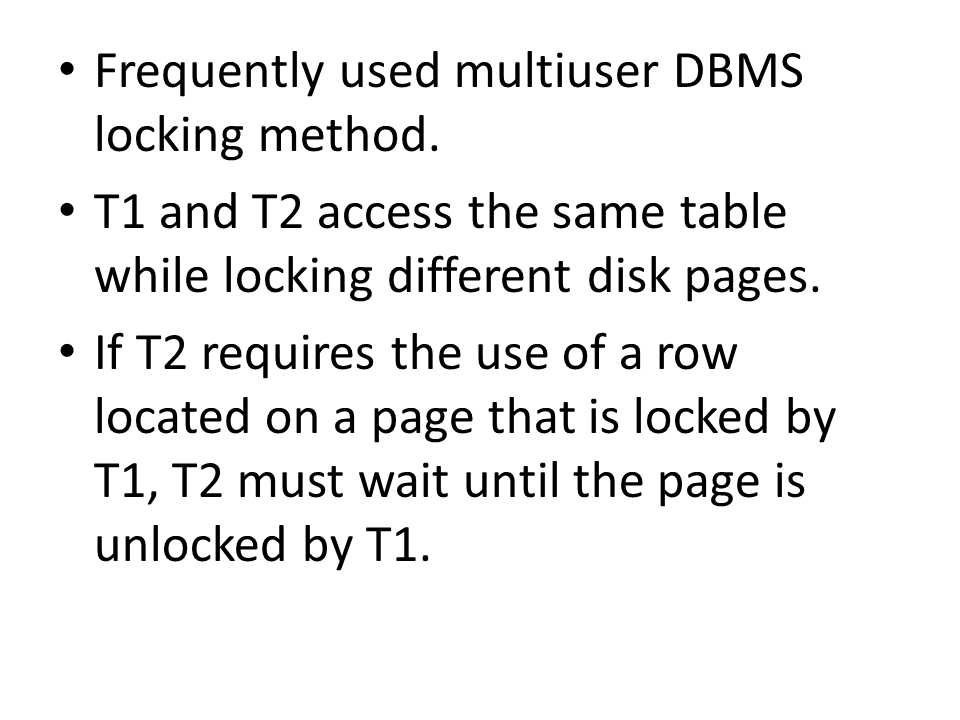 • Frequently used multiuser DBMS
locking method.
• T1 and T2 access the same table
while locking different disk pages.
• If T2 requires the use of a row
located on a page that is locked by
T1, T2 must wait until the page is
unlocked by T1.